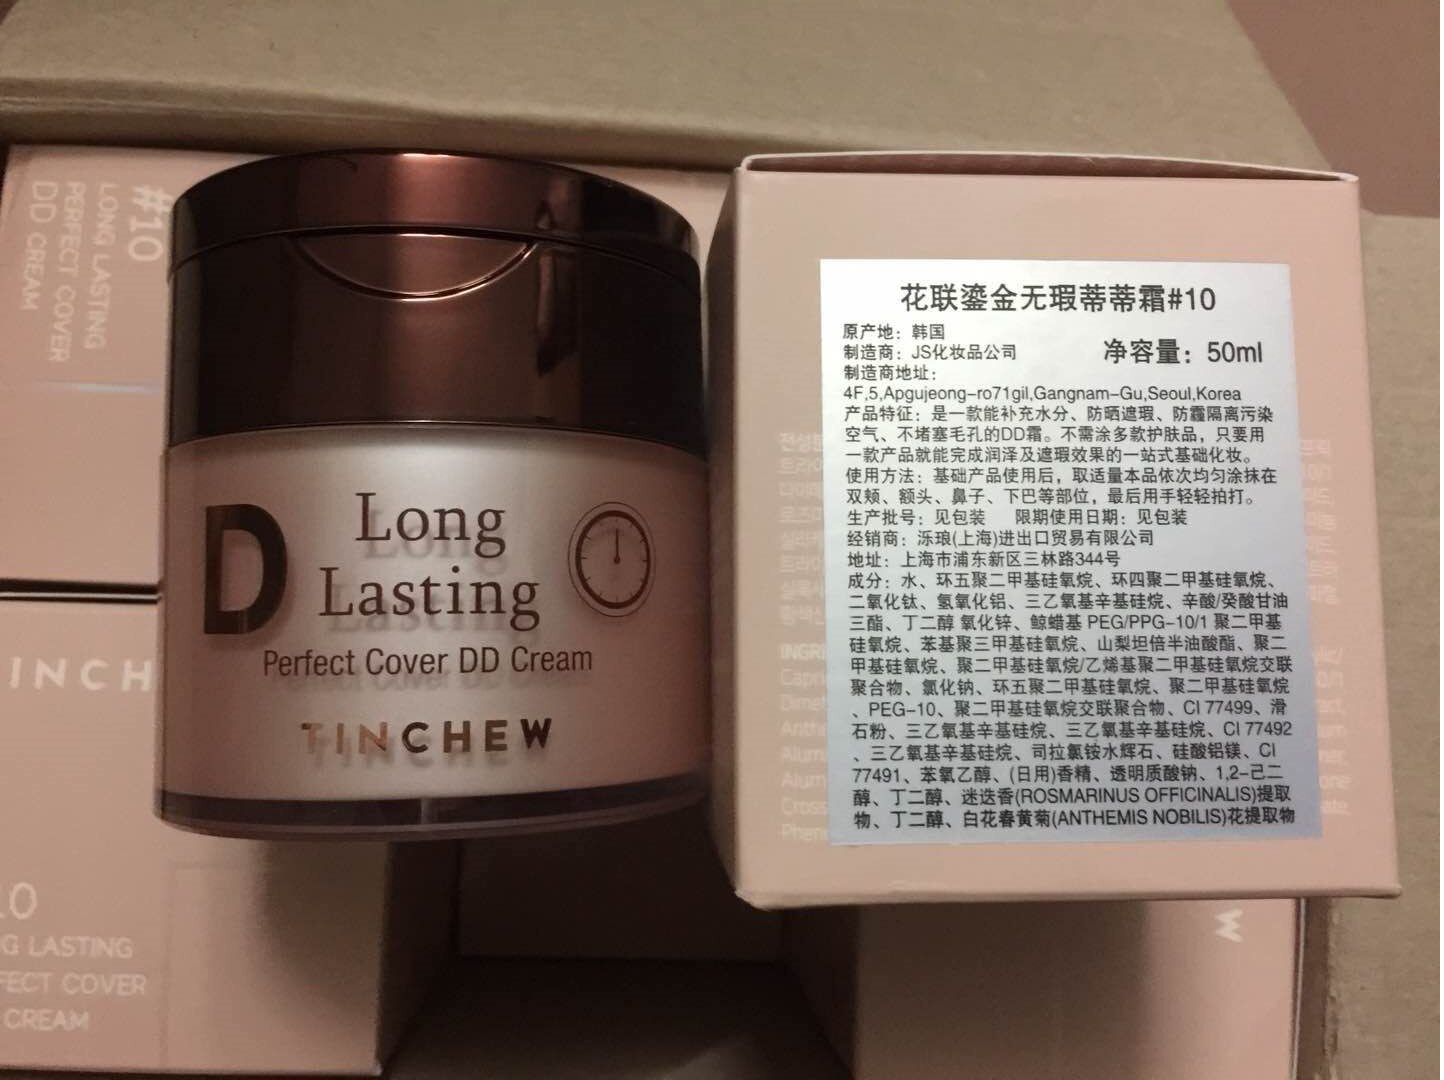 #10
LONG LASTING
PERFECT COVER
DD CREAM
D
Long
Lasting
Perfect Cover DD Cream
TINCHEW
INCH
10
G LASTING
FECT COVER
CREAM
花联鎏金无瑕蒂蒂霜#10
原产地：韩国
制造商：JS化妆品公司
净容量：50ml
制造商地址：
4F,5,Apgujeong-ro71gil,Gangnam-Gu,Seoul,Korea
产品特征：是一款能补充水分、防晒遮瑕、防霾隔离污染
空气、不堵塞毛孔的DD霜。不需涂多款护肤品，只要用
一款产品就能完成润泽及遮瑕效果的一站式基础化妆。
使用方法：基础产品使用后，取适量本品依次均匀涂抹在
双颊、额头、鼻子、下巴等部位，最后用手轻轻拍打。
生产批号：见包装 限期使用日期：见包装
经销商：泺琅(上海)进出口贸易有限公司
地址：上海市浦东新区三林路344号
成分：水、环五聚二甲基硅氧烷、环四聚二甲基硅氧烷、
二氧化钛、氢氧化铝、三乙氧基辛基硅烷、辛酸/癸酸甘油
三酯、丁二醇 氧化锌、鲸蜡基 PEG/PPG-10/1 聚二甲基
硅氧烷、苯基聚三甲基硅氧烷、山梨坦倍半油酸酯、聚二
甲基硅氧烷、聚二甲基硅氧烷/乙烯基聚二甲基硅氧烷交联
聚合物、氯化钠、环五聚二甲基硅氧烷、聚二甲基硅氧烷
、PEG-10、聚二甲基硅氧烷交联聚合物、CI 77499、滑
石粉、三乙氧基辛基硅烷、三乙氧基辛基硅烷、CI 77492
、三乙氧基辛基硅烷、司拉氯铵水辉石、硅酸铝镁、CI
77491、苯氧乙醇、(日用)香精、透明质酸钠、1,2-己二
醇、丁二醇、迷迭香(ROSMARINUS OFFICINALIS)提取
物、丁二醇、白花春黄菊(ANTHEMIS NOBILIS)花提取物
W